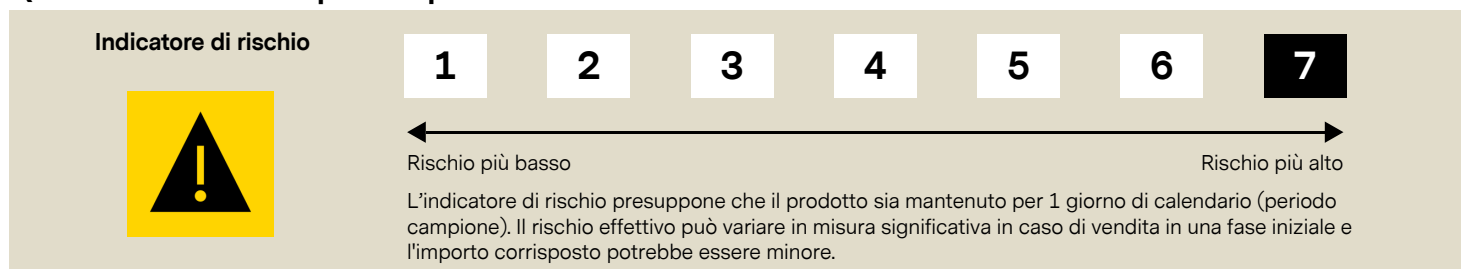 Indicatore di rischio
1 2 3 4 5 6 7
Rischio più basso Rischio più alto
L’indicatore di rischio presuppone che il prodotto sia mantenuto per 1 giorno di calendario (periodo
campione). Il rischio effettivo può variare in misura significativa in caso di vendita in una fase iniziale e
l'importo corrisposto potrebbe essere minore.